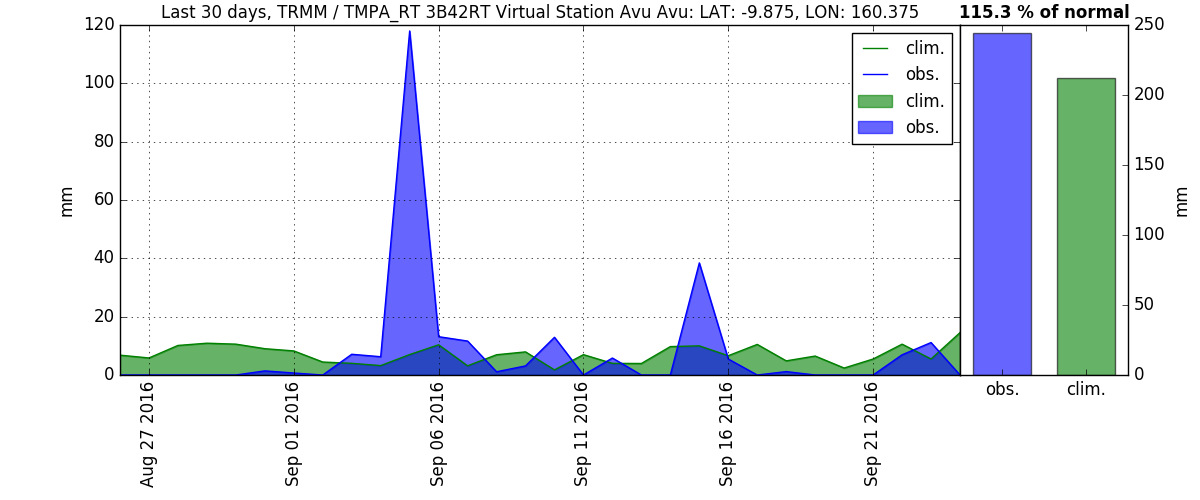 Last 30 days, TRMM / TMPA_RT 3B42RT Virtual Station Avu Avu: LAT: -9.875, LON: 160.375
115.3 % of normal
120
100
80
60
40
20
0
mm
clim.
obs.
clim.
obs.
Aug 27 2016
Sep 01 2016
Sep 06 2016
Sep 11 2016
Sep 16 2016
Sep 21 2016
250
200
150
100
50
0
mm
obs.
clim.